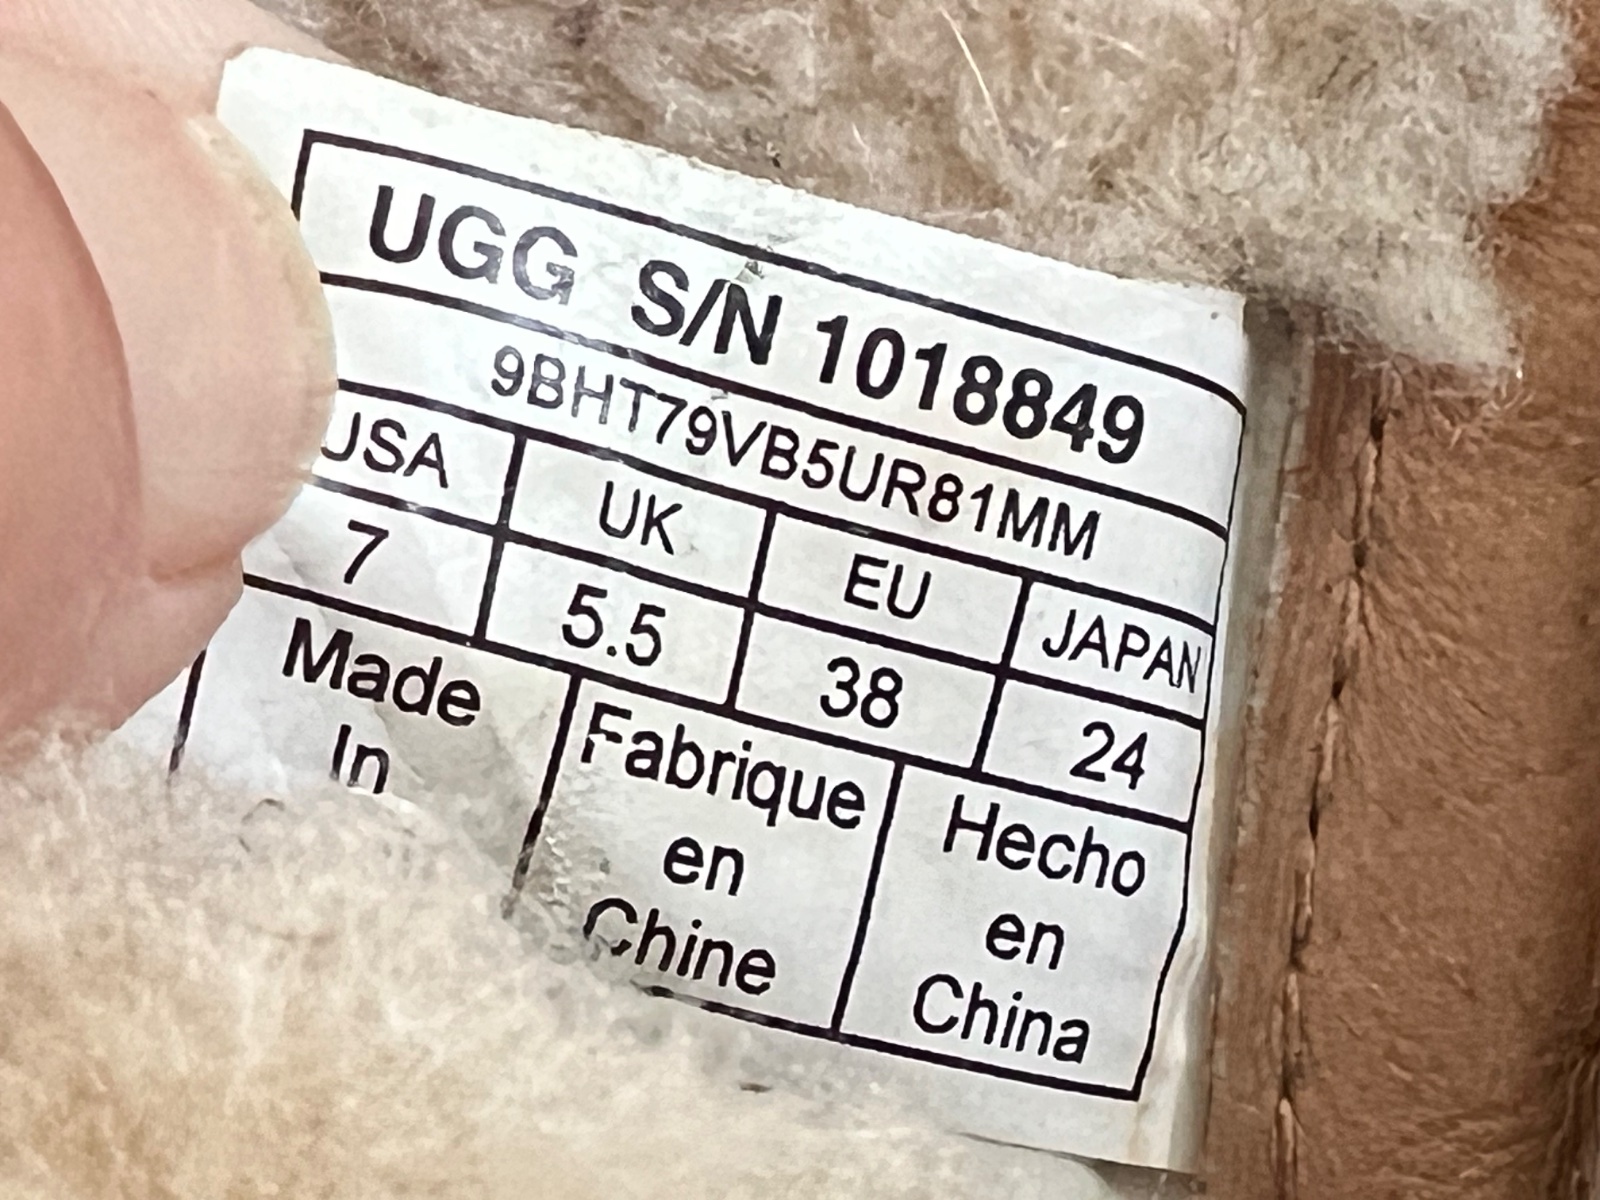 UGG S/N 1018849
9BHT79VB5UR81MM
USA UK EU JAPAN
7 5.5 38 24
Made
In
Fabrique
en
Chine
Hecho
en
China